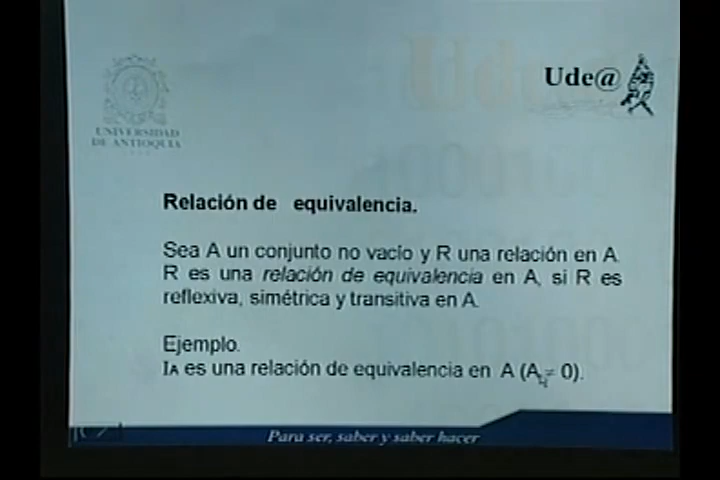 Ude@
UNIVERSIDAD
DE ANTIOQUIA
Relación de equivalencia.
Sea A un conjunto no vacío y R una relación en A.
R es una relación de equivalencia en A, si R es
reflexiva, simétrica y transitiva en A.
Ejemplo.
IA es una relación de equivalencia en A (A ≠ 0).
Para ser, saber y saber hacer